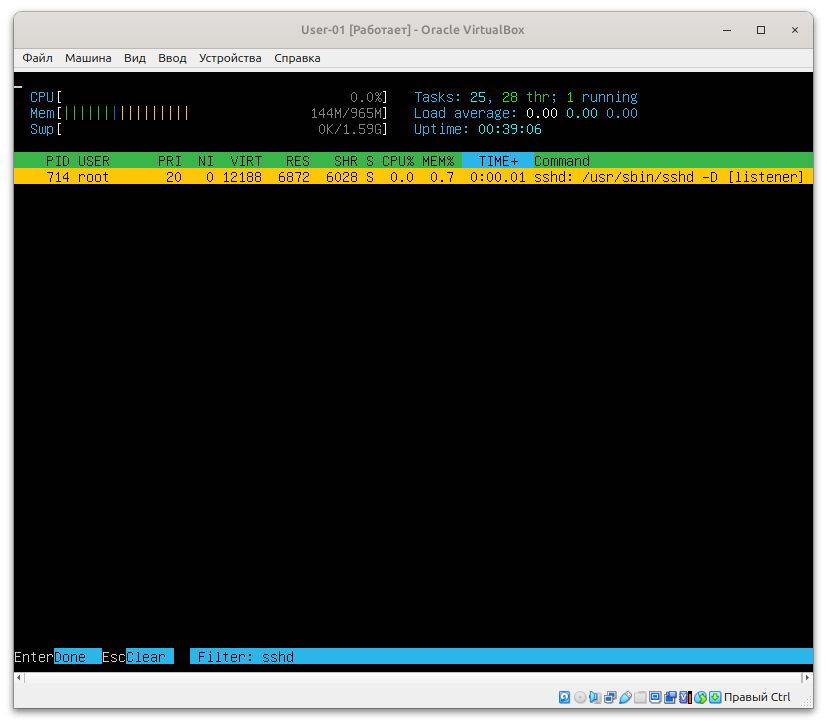 User-01 [Работает] - Oracle VirtualBox
Файл Машина Вид Ввод Устройства Справка
CPU[ 0.0%] Tasks: 25, 28 thr; 1 running
Mem[|||||||||||||||| 144M/965M] Load average: 0.00 0.00 0.00
Swp[ 0K/1.59G] Uptime: 00:39:06
PID USER PRI NI VIRT RES SHR S CPU% MEM% TIME+ Command
714 root 20 0 12188 6872 6028 S 0.0 0.7 0:00.01 sshd: /usr/sbin/sshd -D [listener]
EnterDone EscClear Filter: sshd
Правый Ctrl